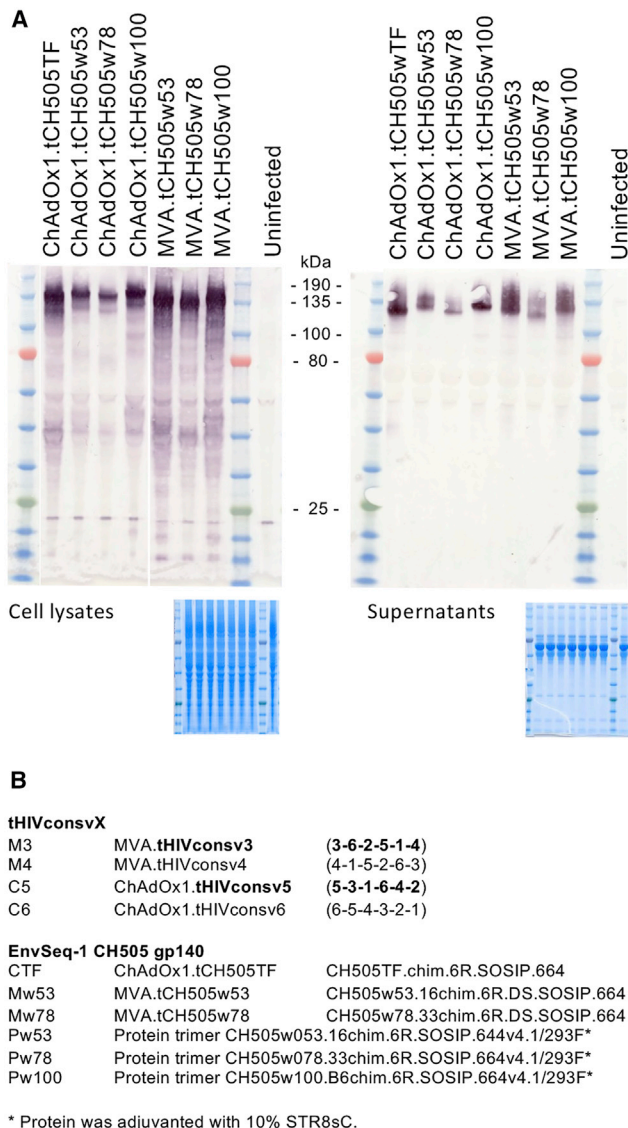 A
ChAdOx1.tCH505TF
ChAdOx1.tCH505w53
ChAdOx1.tCH505w78
ChAdOx1.tCH505w100
MVA.tCH505w53
MVA.tCH505w78
MVA.tCH505w100
Uninfected
ChAdOx1.tCH505wTF
ChAdOx1.tCH505w53
ChAdOx1.tCH505w78
ChAdOx1.tCH505w100
MVA.tCH505w53
MVA.tCH505w78
MVA.tCH505w100
Uninfected
kDa
- 190 -
- 135 -
- 100 -
- 80 -
- 25 -
Cell lysates
Supernatants
B
tHIVconsvX
M3 MVA.tHIVconsv3 (3-6-2-5-1-4)
M4 MVA.tHIVconsv4 (4-1-5-2-6-3)
C5 ChAdOx1.tHIVconsv5 (5-3-1-6-4-2)
C6 ChAdOx1.tHIVconsv6 (6-5-4-3-2-1)
EnvSeq-1 CH505 gp140
CTF ChAdOx1.tCH505TF CH505TF.chim.6R.SOSIP.664
Mw53 MVA.tCH505w53 CH505w53.16chim.6R.DS.SOSIP.664
Mw78 MVA.tCH505w78 CH505w78.33chim.6R.DS.SOSIP.664
Pw53 Protein trimer CH505w053.16chim.6R.SOSIP.644v4.1/293F*
Pw78 Protein trimer CH505w078.33chim.6R.SOSIP.664v4.1/293F*
Pw100 Protein trimer CH505w100.B6chim.6R.SOSIP.664v4.1/293F*
* Protein was adjuvanted with 10% STR8sC.